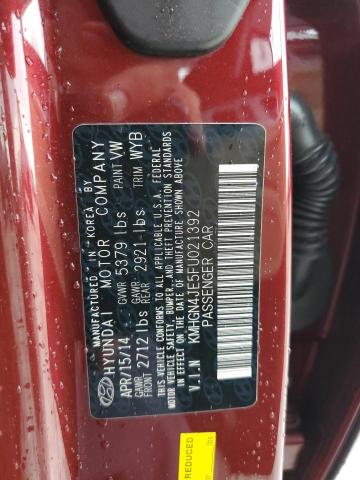 MANUFACTURED IN KOREA BY
HYUNDAI MOTOR COMPANY
APR/15/14 GVWR 5379 lbs PAINT VW
GAWR FRONT 2712 lbs GAWR REAR 2921 lbs TRIM WYB
THIS VEHICLE CONFORMS TO ALL APPLICABLE U.S.A. FEDERAL
MOTOR VEHICLE SAFETY, BUMPER, AND THEFT PREVENTION STANDARDS
IN EFFECT ON THE DATE OF MANUFACTURE SHOWN ABOVE.
V.I.N KMHGN4JE5FU021392
PASSENGER CAR
REDUCED